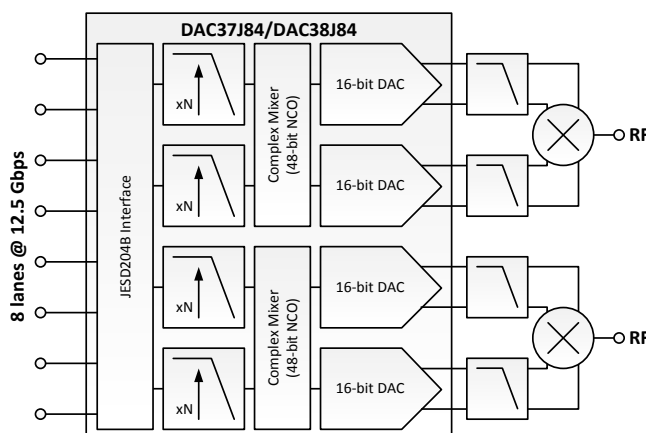 DAC37J84/DAC38J84
8 lanes @ 12.5 Gbps
JESD204B Interface
xN
Complex Mixer
(48-bit NCO)
16-bit DAC
xN
16-bit DAC
RF
xN
Complex Mixer
(48-bit NCO)
16-bit DAC
xN
16-bit DAC
RF